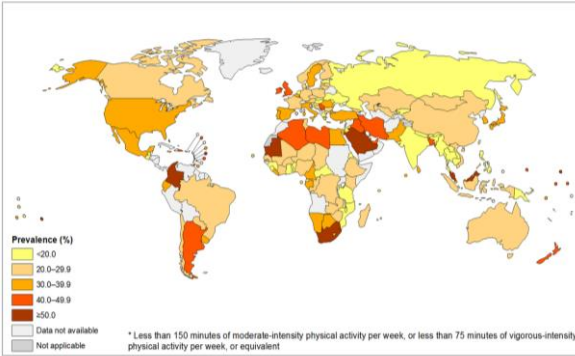 Prevalence (%)
<20.0
20.0–29.9
30.0–39.9
40.0–49.9
≥50.0
Data not available
Not applicable
* Less than 150 minutes of moderate-intensity physical activity per week, or less than 75 minutes of vigorous-intensity
physical activity per week, or equivalent